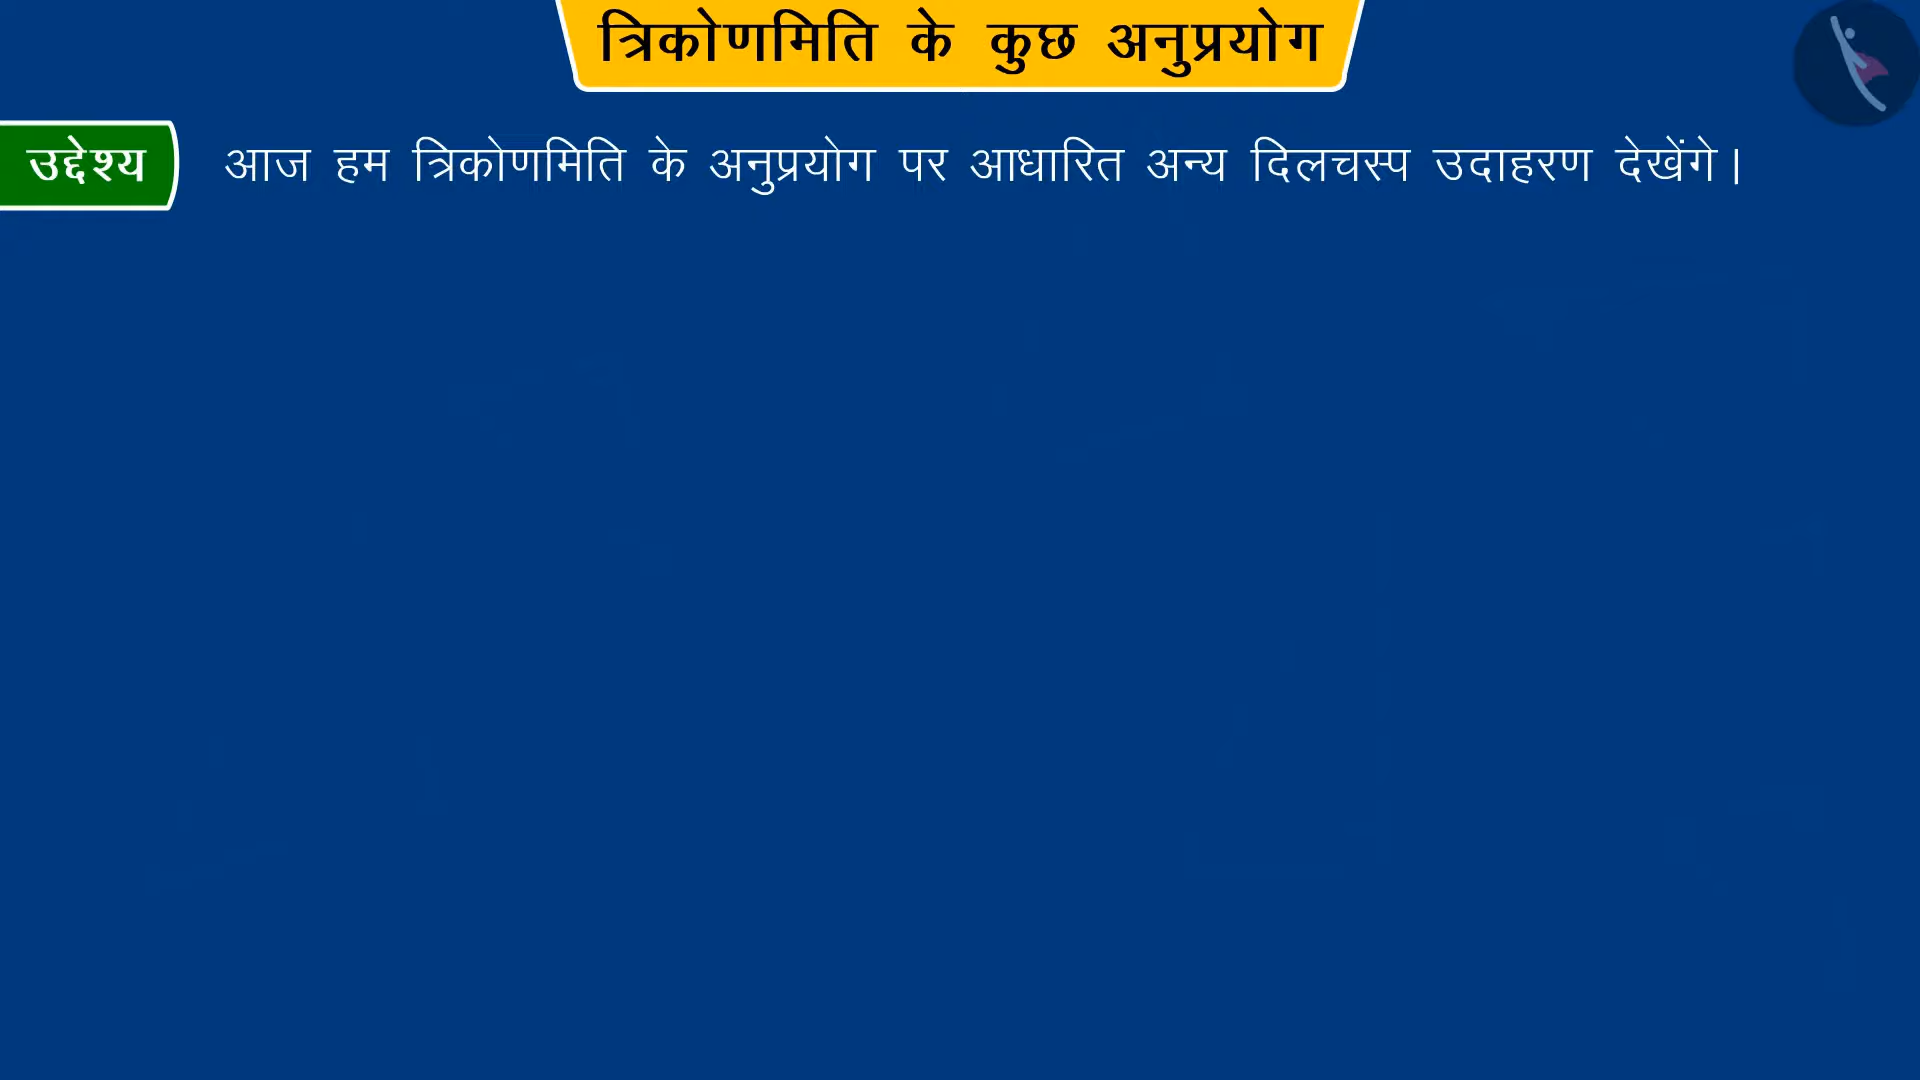 त्रिकोणमिति के कुछ अनुप्रयोग
उद्देश्य आज हम त्रिकोणमिति के अनुप्रयोग पर आधारित अन्य दिलचस्प उदाहरण देखेंगे।